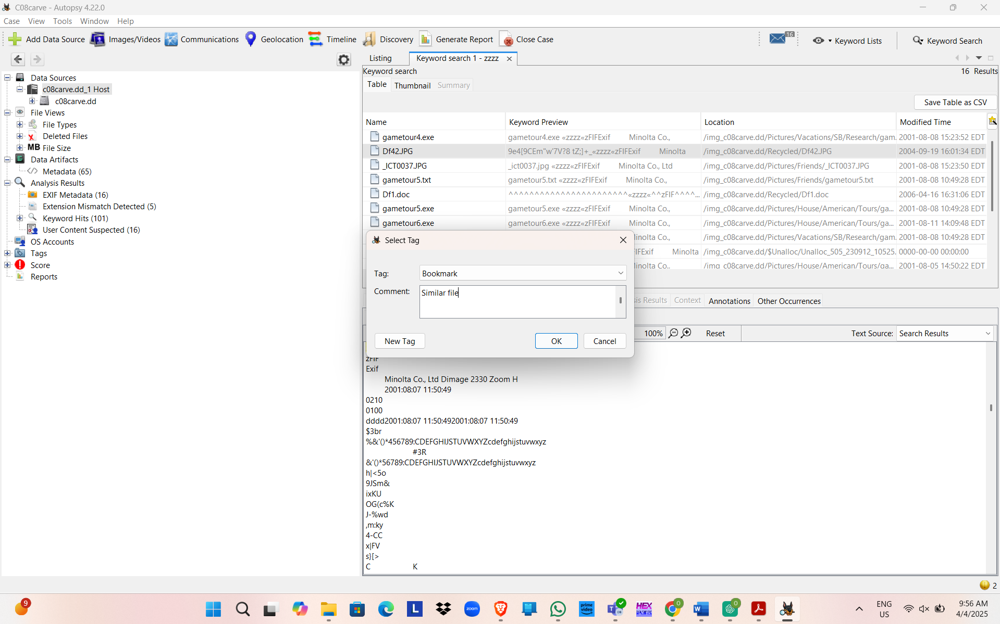 C08carve - Autopsy 4.22.0
Case View Tools Window Help
Add Data Source Images/Videos Communications Geolocation Timeline Discovery Generate Report Close Case 16 Keyword Lists Keyword Search
Listing Keyword search 1 - zzzz
Keyword search 16 Results
Table Thumbnail Summary
Save Table as CSV
Data Sources
c08carve.dd_1 Host
c08carve.dd
File Views
File Types
Deleted Files
MB File Size
Data Artifacts
Metadata (65)
Analysis Results
EXIF Metadata (16)
Extension Mismatch Detected (5)
Keyword Hits (101)
User Content Suspected (16)
OS Accounts
Tags
Score
Reports
Name Keyword Preview Location Modified Time
gametour4.exe gametour4.exe «zzzz«zFIFExif Minolta Co., /img_c08carve.dd/Pictures/Vacations/SB/Research/gam. 2001-08-08 15:23:52 EDT
Df42.JPG 9e4[9CEm"w'7V?8 tZ;]+_«zzzz«zFIFExif Minolta /img_c08carve.dd/Recycled/Df42.JPG 2004-09-19 16:01:34 EDT
_ICT0037.JPG _ict0037.jpg «zzzz«zFIFExif Minolta Co., Ltd /img_c08carve.dd/Pictures/Friends/_ICT0037.JPG 2001-08-08 15:23:50 EDT
gametour5.txt gametour5.txt «zzzz«zFIFExif Minolta Co., /img_c08carve.dd/Pictures/Friends/gametour5.txt 2001-08-08 10:49:28 EDT
Df1.doc ^^^^^^^^^^^^^^^^^^^^^^^«zzzz«^^zFIF^^^^... /img_c08carve.dd/Recycled/Df1.doc 2006-04-16 16:31:06 EDT
gametour5.exe gametour5.exe «zzzz«zFIFExif Minolta Co., /img_c08carve.dd/Pictures/House/American/Tours/ga... 2001-08-08 10:49:28 EDT
gametour6.exe gametour6.exe «zzzz«zFIFExif Minolta Co., /img_c08carve.dd/Pictures/House/American/Tours/ga... 2001-08-11 14:09:48 EDT
linolta Co., /img_c08carve.dd/Pictures/Vacations/SB/Research/gam. 2001-08-08 10:49:28 EDT
IFExif Minolta /img_c08carve.dd/$Unalloc/Unalloc_505_230912_10525. 0000-00-00 00:00:00
linolta Co.. /img_c08carve.dd/Pictures/House/American/Tours/ga... 2001-08-05 14:50:22 EDT
Select Tag
Tag: Bookmark
Comment: Similar file
New Tag OK Cancel
sis Results Context Annotations Other Occurrences
100% Reset Text Source: Search Results
zFIF
Exif
Minolta Co., Ltd Dimage 2330 Zoom H
2001:08:07 11:50:49
0210
0100
dddd2001:08:07 11:50:492001:08:07 11:50:49
$3br
%&'()*456789:CDEFGHIJSTUVWXYZcdefghijstuvwxyz
#3R
&'()*56789:CDEFGHIJSTUVWXYZcdefghijstuvwxyz
h|<5o
9JSm&
ixKU
OG(c%K
J-%wd
,m:ky
4-CC
x|FV
s}[>
C K
2
9 zoom prime video HEX 0 0 ENG US 9:56 AM 4/4/2025